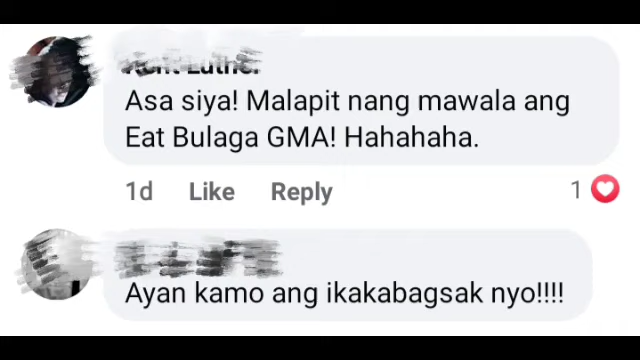 Asa siya! Malapit nang mawala ang
Eat Bulaga GMA! Hahahaha.
1d Like Reply 1
Ayan kamo ang ikakabagsak nyo!!!!